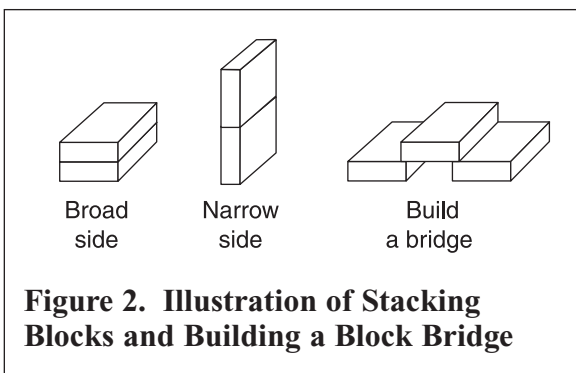 Broad
side
Narrow
side
Build
a bridge
Figure 2. Illustration of Stacking
Blocks and Building a Block Bridge